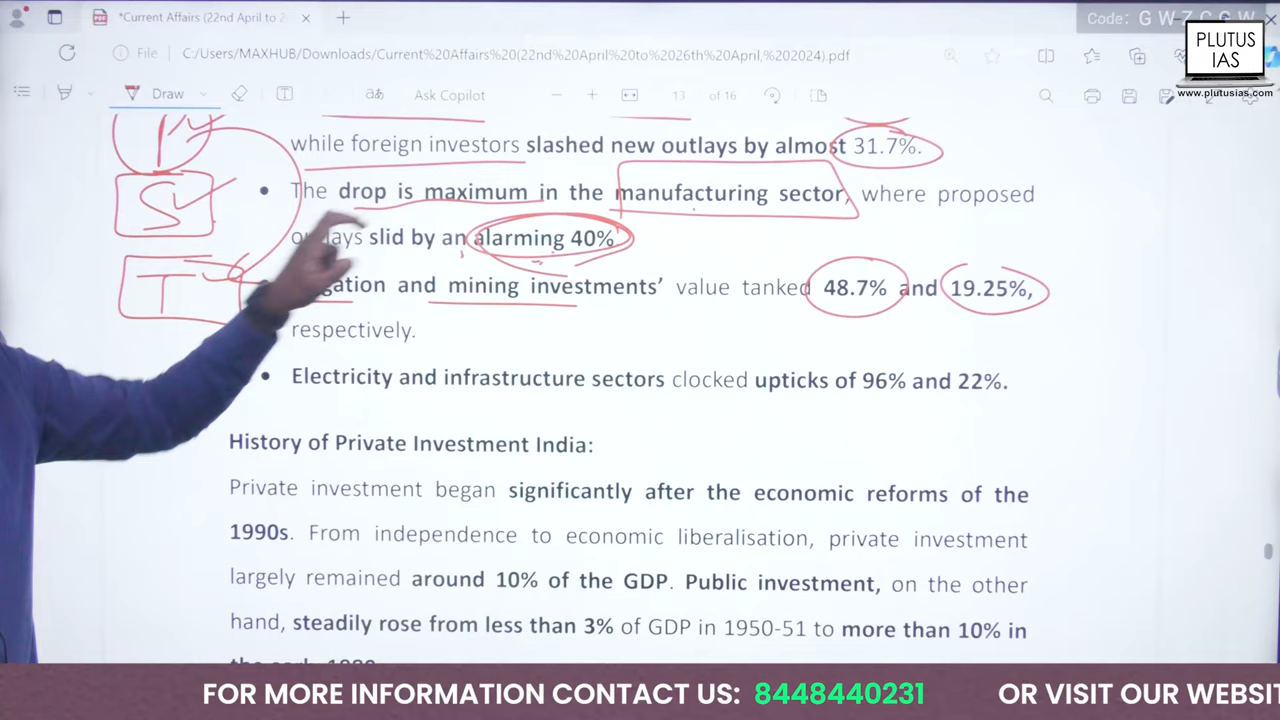 *Current Affairs (22nd April to 2
Code: G W Z C G W
File
C:/Users/MAXHUB/Downloads/Current%20Affairs%20(22nd%20April%20to%2026th%20April,%202024).pdf
PLUTUS
IAS
www.plutusias.com
Draw
Ask Copilot
13 of 16
while foreign investors slashed new outlays by almost 31.7%.
The drop is maximum in the manufacturing sector, where proposed
slid by an alarming 40%
and mining investments' value tanked 48.7% and 19.25%,
respectively.
Electricity and infrastructure sectors clocked upticks of 96% and 22%.
S
T
History of Private Investment India:
Private investment began significantly after the economic reforms of the
1990s. From independence to economic liberalisation, private investment
largely remained around 10% of the GDP. Public investment, on the other
hand, steadily rose from less than 3% of GDP in 1950-51 to more than 10% in
FOR MORE INFORMATION CONTACT US: 8448440231 OR VISIT OUR WEBSIT